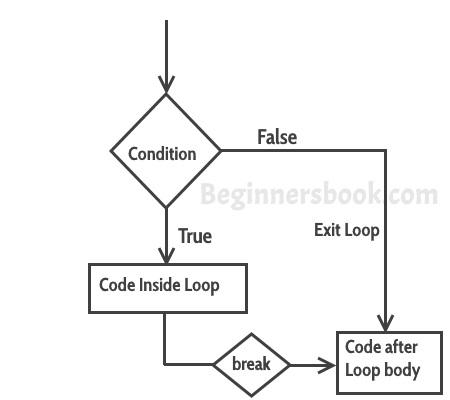 False
Condition
Beginnersbook.com
True
Exit Loop
Code Inside Loop
Code after
Loop body
break